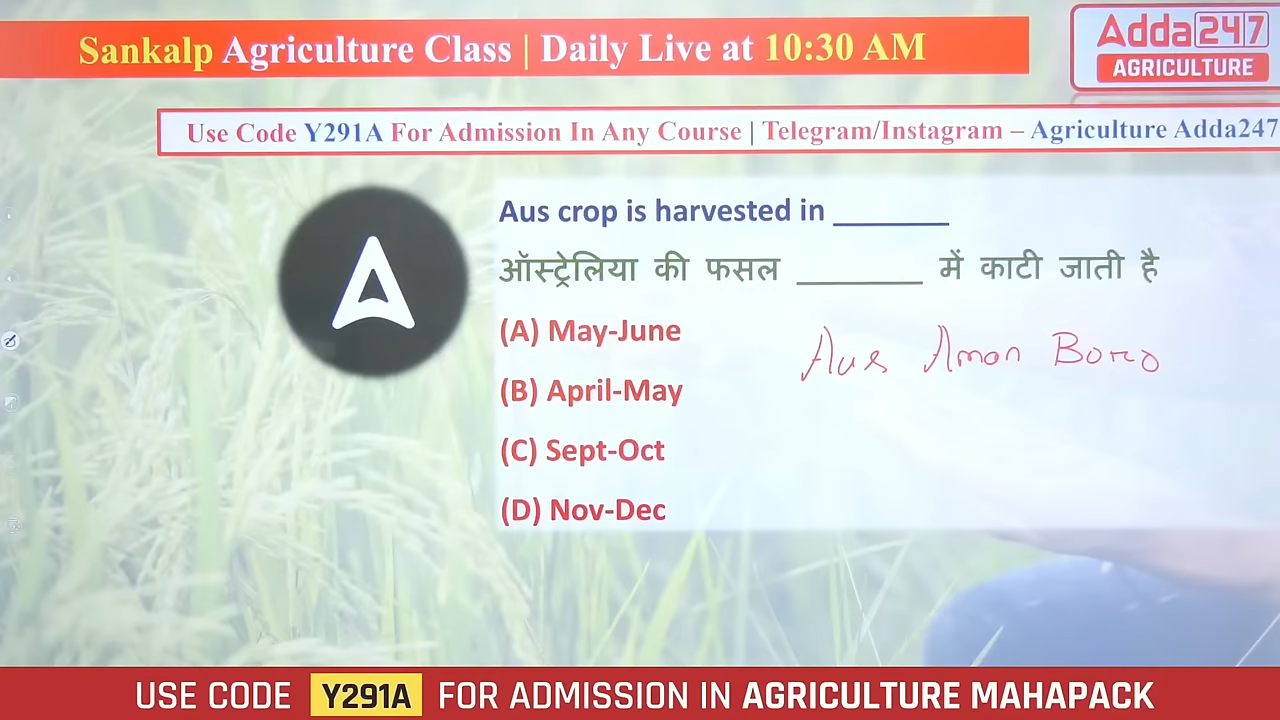 Sankalp Agriculture Class | Daily Live at 10:30 AM
Adda247
AGRICULTURE
Use Code Y291A For Admission In Any Course | Telegram/Instagram – Agriculture Adda247
Aus crop is harvested in ________
ऑस्ट्रेलिया की फसल ________ में काटी जाती है
(A) May-June
Aus Aman Boro
(B) April-May
(C) Sept-Oct
(D) Nov-Dec
USE CODE Y291A FOR ADMISSION IN AGRICULTURE MAHAPACK